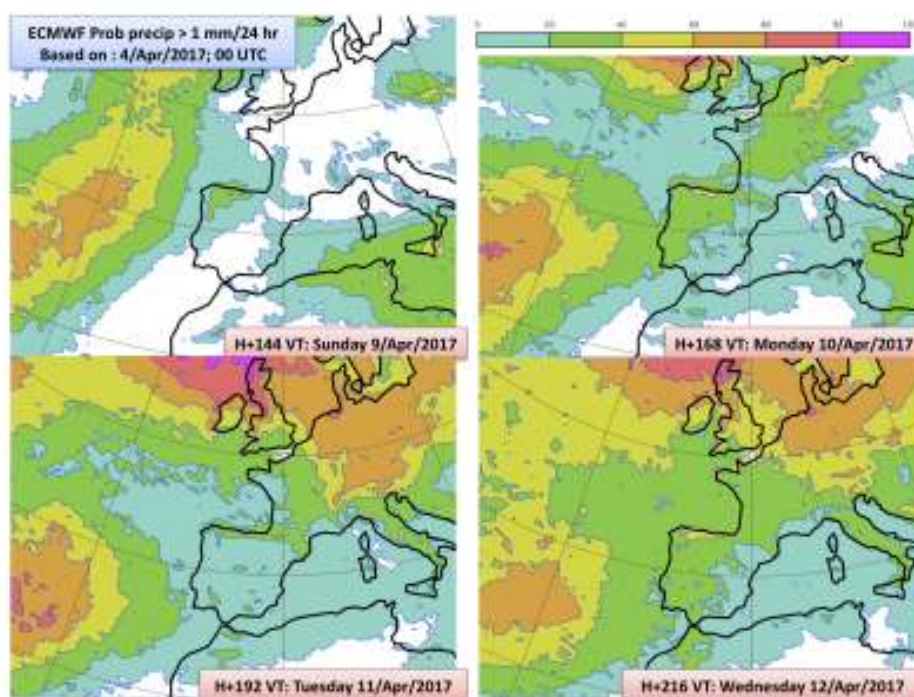 ECMWF Prob precip > 1 mm/24 hr
Based on : 4/Apr/2017; 00 UTC
H+144 VT: Sunday 9/Apr/2017
H+168 VT: Monday 10/Apr/2017
H+192 VT: Tuesday 11/Apr/2017
H+216 VT: Wednesday 12/Apr/2017